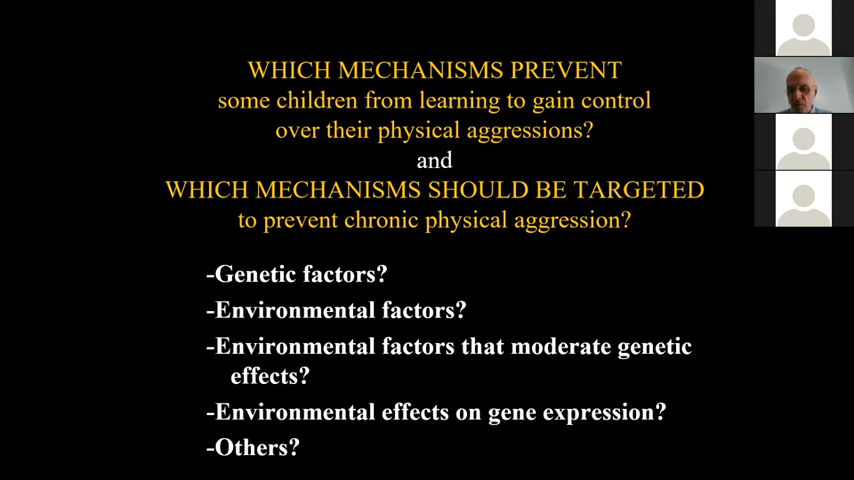 WHICH MECHANISMS PREVENT
some children from learning to gain control
over their physical aggressions?
and
WHICH MECHANISMS SHOULD BE TARGETED
to prevent chronic physical aggression?
-Genetic factors?
-Environmental factors?
-Environmental factors that moderate genetic
effects?
-Environmental effects on gene expression?
-Others?